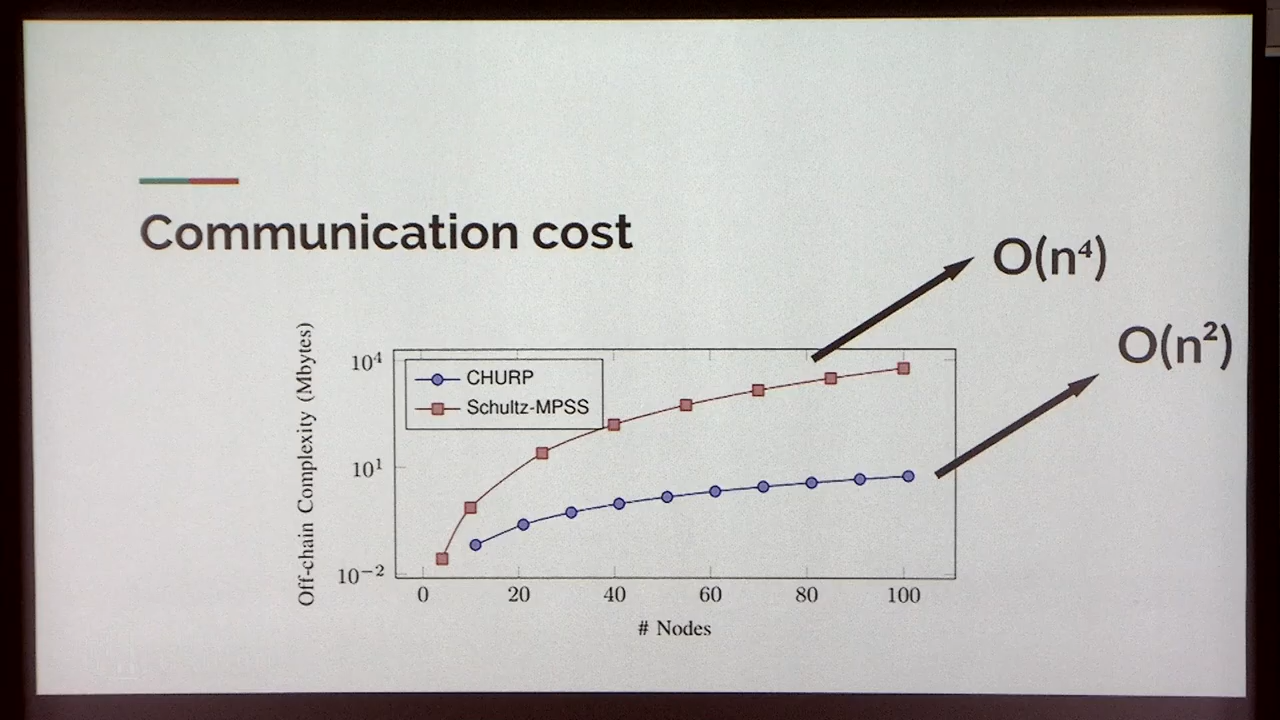 Communication cost
O(n⁴)
O(n²)
Off-chain Complexity (Mbytes)
10⁴
10¹
10⁻²
CHURP
Schultz-MPSS
0 20 40 60 80 100
# Nodes